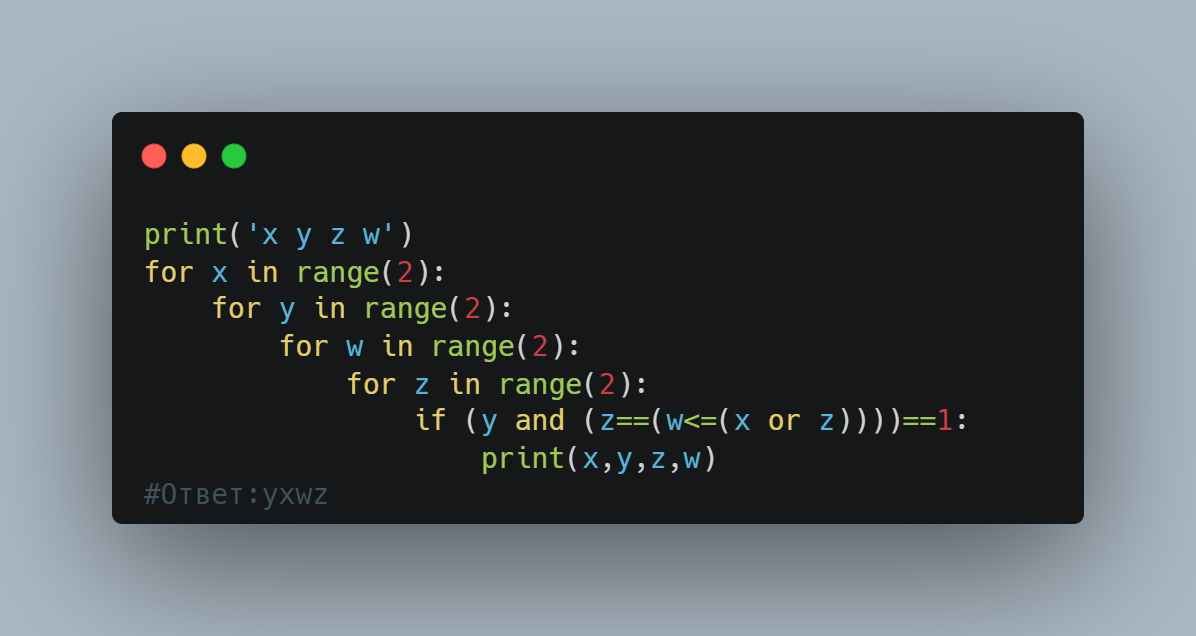 print('x y z w')
for x in range(2):
    for y in range(2):
        for w in range(2):
            for z in range(2):
                if (y and (z==(w<=(x or z))))==1:
                    print(x,y,z,w)
#Ответ:yxwz